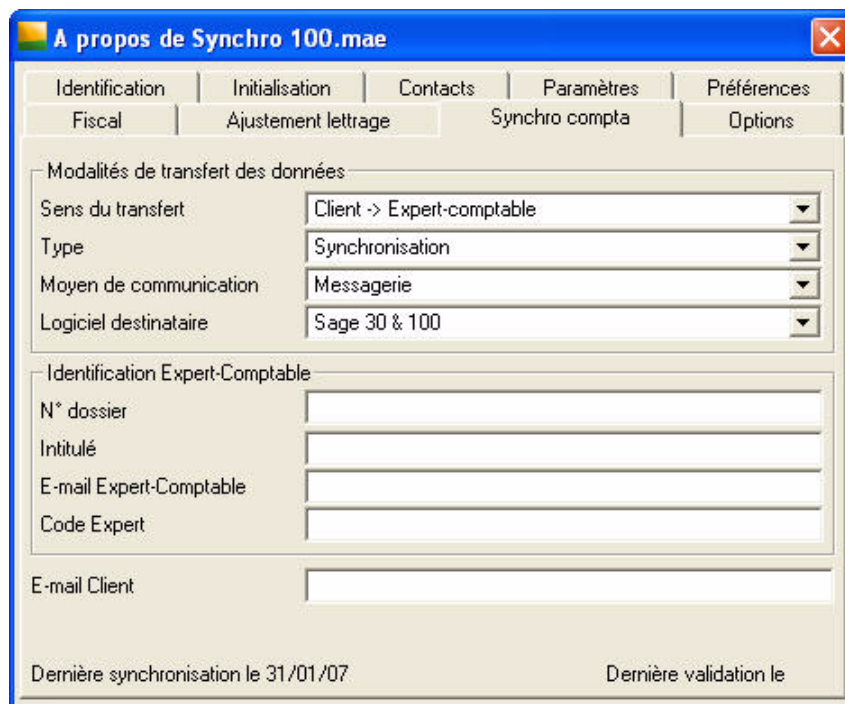 A propos de Synchro 100.mae
Identification Initialisation Contacts Paramètres Préférences
Fiscal Ajustement lettrage Synchro compta Options
Modalités de transfert des données
Sens du transfert Client -> Expert-comptable
Type Synchronisation
Moyen de communication Messagerie
Logiciel destinataire Sage 30 & 100
Identification Expert-Comptable
N° dossier
Intitulé
E-mail Expert-Comptable
Code Expert
E-mail Client
Dernière synchronisation le 31/01/07 Dernière validation le